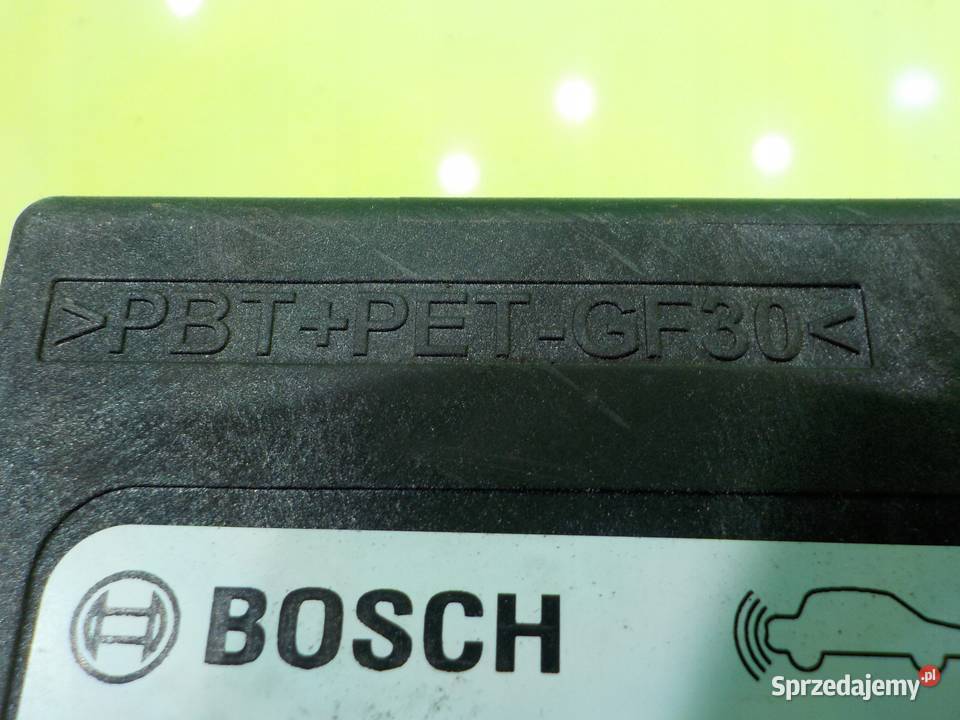 >PBT+PET-GF30<
BOSCH
Sprzedajemy.pl